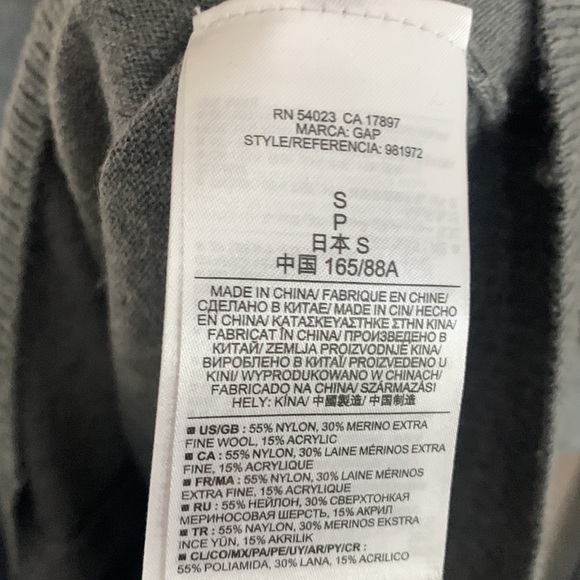 RN 54023 CA 17897
MARCA: GAP
STYLE/REFERENCIA: 981972
S
P
日本 S
中国 165/88A
MADE IN CHINA/ FABRIQUE EN CHINE/
СДЕЛАНО В КИТАЕ/ MADE IN CIN/ HECHO
EN CHINA/ ΚΑΤΑΣΚΕΥΑΣΤΗΚΕ ΣΤΗΝ ΚΙΝΑ/
FABRICAT ÎN CHINA/ ПРОИЗВЕДЕНО В
КИТАЙ/ ZEMLJA PROIZVODNJE KINA/
ВИРОБЛЕНО В КИТАЇ/ PROIZVEDENO U
KINI/ WYPRODUKOWANO W CHINACH/
FABRICADO NA CHINA/ SZÁRMAZÁSI
HELY: KÍNA/ 中國製造/ 中国制造
US/GB : 55% NYLON, 30% MERINO EXTRA
FINE WOOL, 15% ACRYLIC
CA : 55% NYLON, 30% LAINE MÉRINOS EXTRA
FINE, 15% ACRYLIQUE
FR/MA : 55% NYLON, 30% LAINE MÉRINOS
EXTRA FINE, 15% ACRYLIQUE
RU : 55% НЕЙЛОН, 30% СВЕРХТОНКАЯ
МЕРИНОСОВАЯ ШЕРСТЬ, 15% АКРИЛ
TR : 55% NAYLON, 30% MERINOS EKSTRA
INCE YÜN, 15% AKRİLİK
CL/CO/MX/PA/PE/UY/AR/PY/CR :
55% POLIAMIDA, 30% LANA, 15% ACRILICO